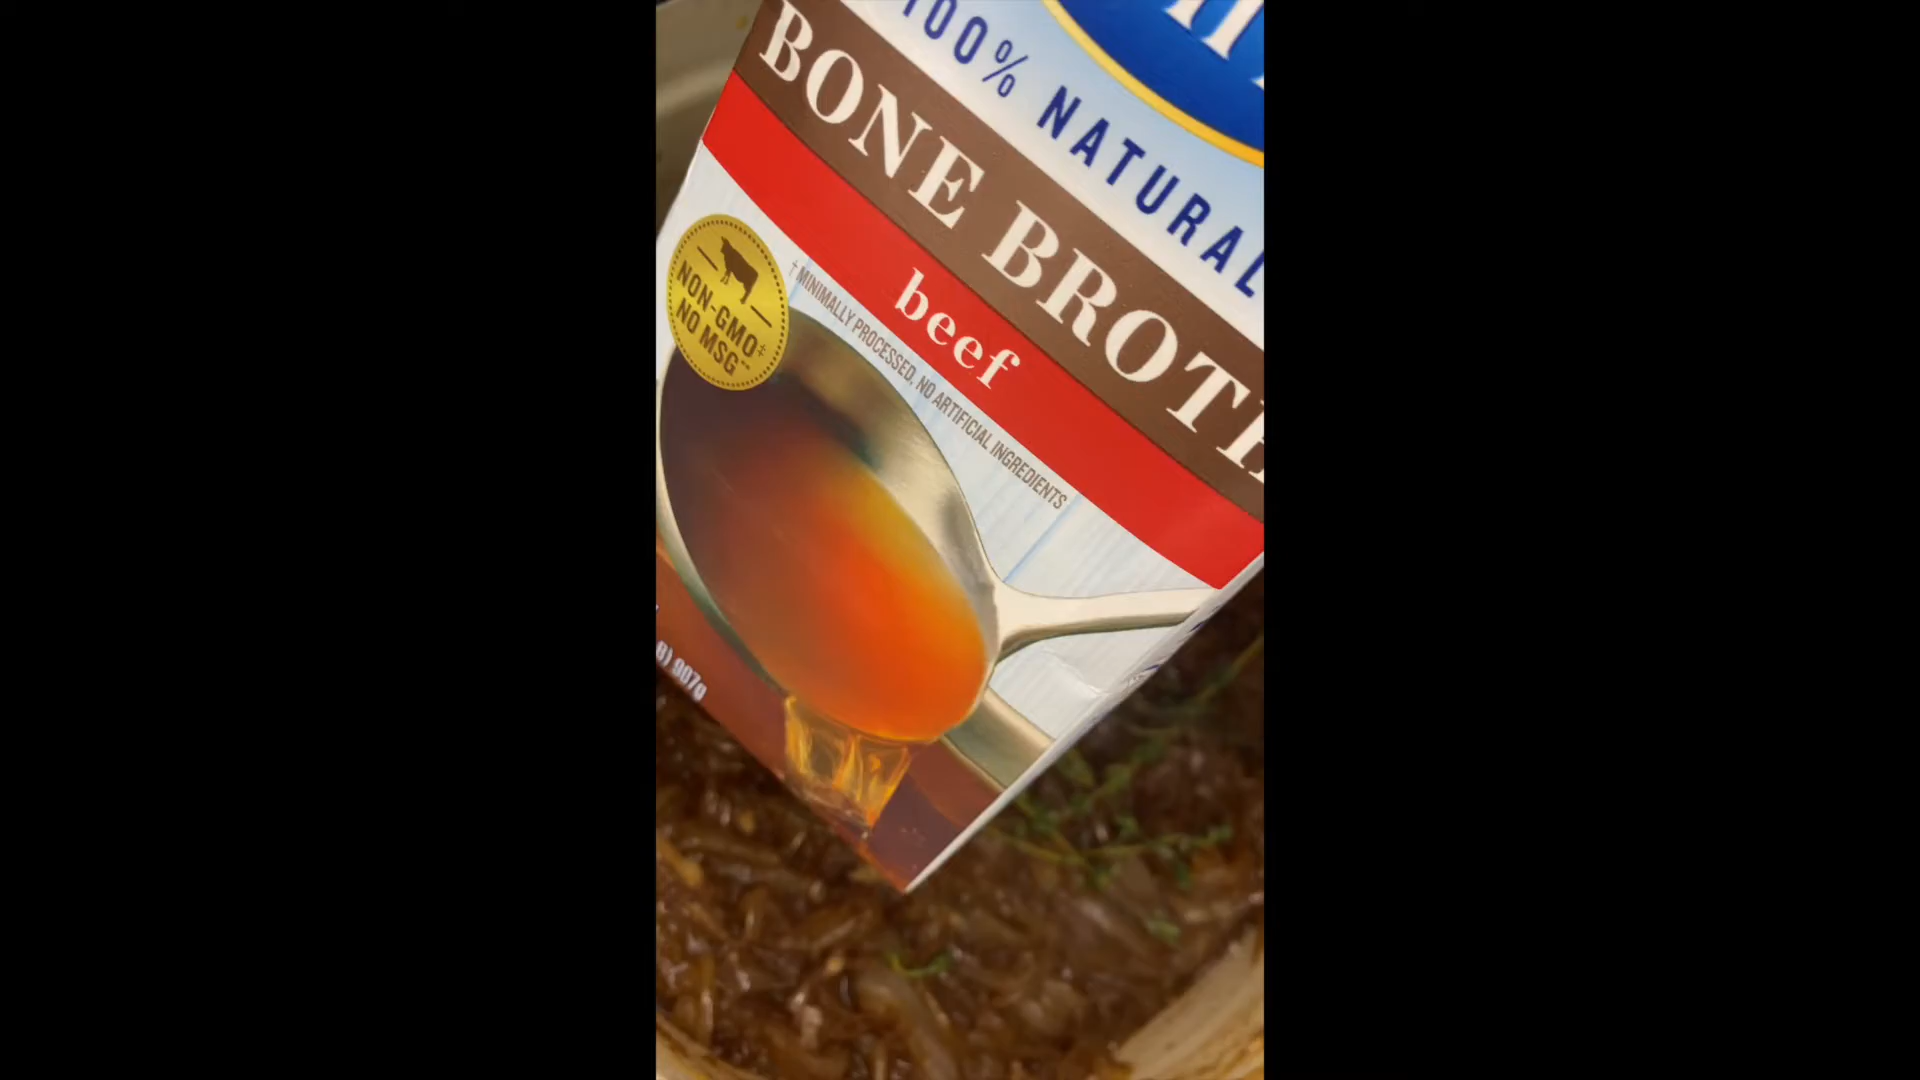 100% NATURAL
BONE BROTH
beef
† MINIMALLY PROCESSED, NO ARTIFICIAL INGREDIENTS
NON-GMO‡
NO MSG
907g